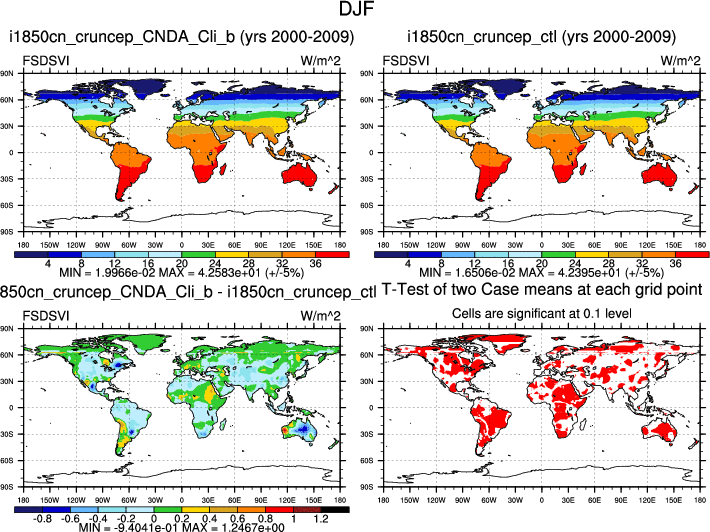 DJF
i1850cn_cruncep_CNDA_Cli_b (yrs 2000-2009)
FSDSVI W/m^2
90N
60N
30N
0
30S
60S
90S
180 150W 120W 90W 60W 30W 0 30E 60E 90E 120E 150E 180
4 8 12 16 20 24 28 32 36
MIN = 1.9966e-02 MAX = 4.2583e+01 (+/-5%)
i1850cn_cruncep_ctl (yrs 2000-2009)
FSDSVI W/m^2
90N
60N
30N
0
30S
60S
90S
180 150W 120W 90W 60W 30W 0 30E 60E 90E 120E 150E 180
4 8 12 16 20 24 28 32 36
MIN = 1.6506e-02 MAX = 4.2395e+01 (+/-5%)
850cn_cruncep_CNDA_Cli_b - i1850cn_cruncep_ctl
FSDSVI W/m^2
90N
60N
30N
0
30S
60S
90S
180 150W 120W 90W 60W 30W 0 30E 60E 90E 120E 150E 180
-0.8 -0.6 -0.4 -0.2 0 0.2 0.4 0.6 0.8 1 1.2
MIN = -9.4041e-01 MAX = 1.2467e+00
T-Test of two Case means at each grid point
Cells are significant at 0.1 level
90N
60N
30N
0
30S
60S
90S
180 150W 120W 90W 60W 30W 0 30E 60E 90E 120E 150E 180